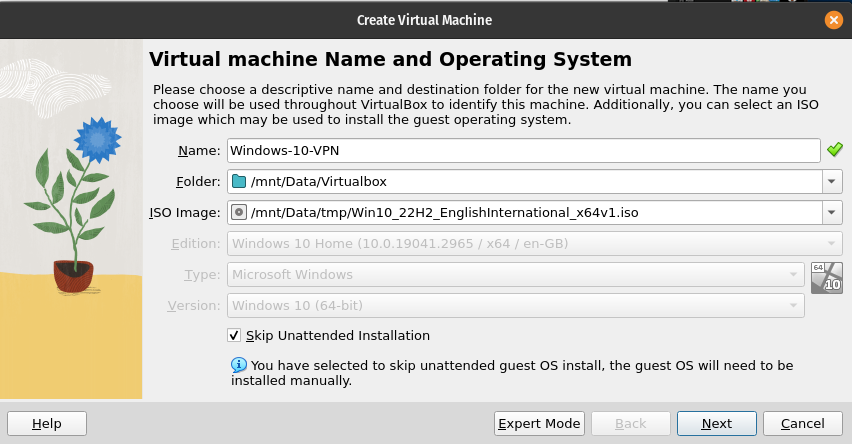 Create Virtual Machine
Virtual machine Name and Operating System
Please choose a descriptive name and destination folder for the new virtual machine. The name you
choose will be used throughout VirtualBox to identify this machine. Additionally, you can select an ISO
image which may be used to install the guest operating system.
Name: Windows-10-VPN
Folder: /mnt/Data/Virtualbox
ISO Image: /mnt/Data/tmp/Win10_22H2_EnglishInternational_x64v1.iso
Edition: Windows 10 Home (10.0.19041.2965 / x64 / en-GB)
Type: Microsoft Windows
64
10
Version: Windows 10 (64-bit)
Skip Unattended Installation
You have selected to skip unattended guest OS install, the guest OS will need to be
installed manually.
Help Expert Mode Back Next Cancel